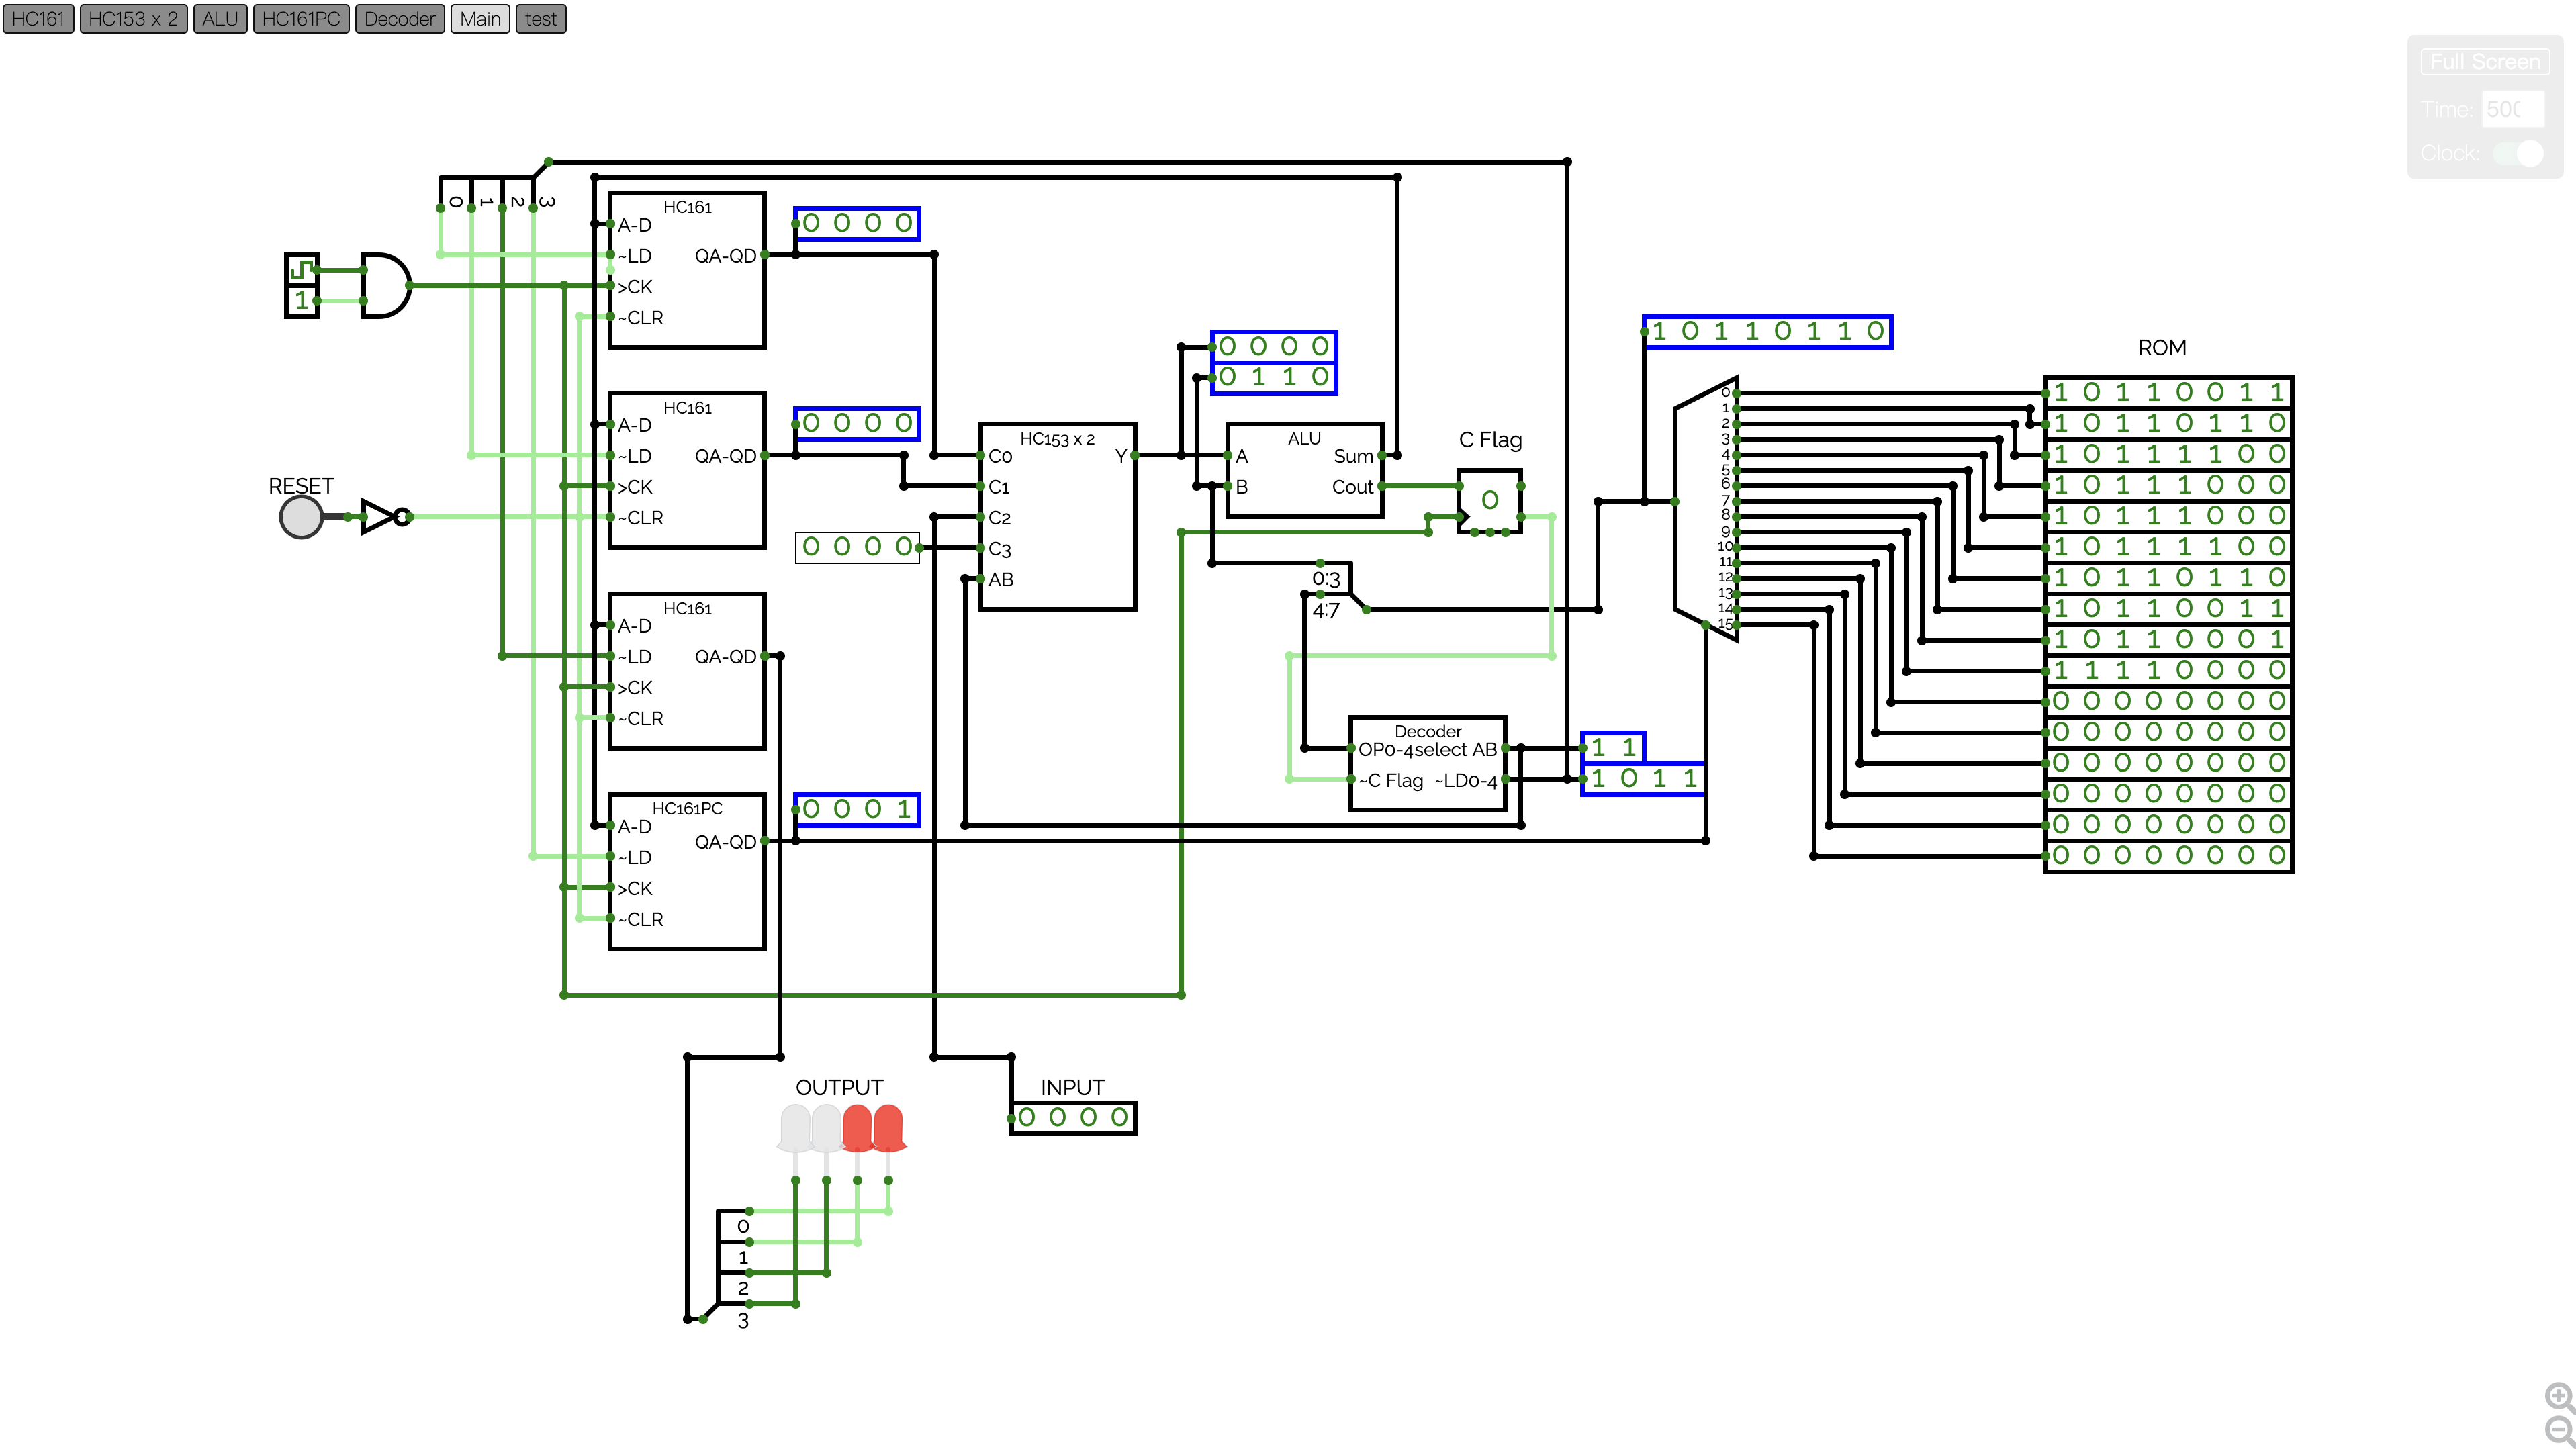 HC161 HC153 x 2 ALU HC161PC Decoder Main test
Full Screen
Time: 500
Clock:
0 1 2 3
HC161
A-D
~LD QA-QD
>CK
~CLR
0 0 0 0
1
HC161
A-D
~LD QA-QD
>CK
~CLR
0 0 0 0
RESET
0 0 0 0
HC161
A-D
~LD QA-QD
>CK
~CLR
HC161PC
A-D
QA-QD
~LD
>CK
~CLR
0 0 0 1
HC153 x 2
C0 Y
C1
C2
C3
AB
0 0 0 0
0 1 1 0
ALU
A Sum
B Cout
C Flag
0
0:3
4:7
Decoder
OP0-4select AB
~C Flag ~LD0-4
1 1
1 0 1 1
1 0 1 1 0 1 1 0
0
1
2
3
4
5
6
7
8
9
10
11
12
13
14
15
ROM
1 0 1 1 0 0 1 1
1 0 1 1 0 1 1 0
1 0 1 1 1 1 0 0
1 0 1 1 1 0 0 0
1 0 1 1 1 0 0 0
1 0 1 1 1 1 0 0
1 0 1 1 0 1 1 0
1 0 1 1 0 0 1 1
1 0 1 1 0 0 0 1
1 1 1 1 0 0 0 0
0 0 0 0 0 0 0 0
0 0 0 0 0 0 0 0
0 0 0 0 0 0 0 0
0 0 0 0 0 0 0 0
0 0 0 0 0 0 0 0
0 0 0 0 0 0 0 0
OUTPUT
INPUT
0 0 0 0
0
1
2
3